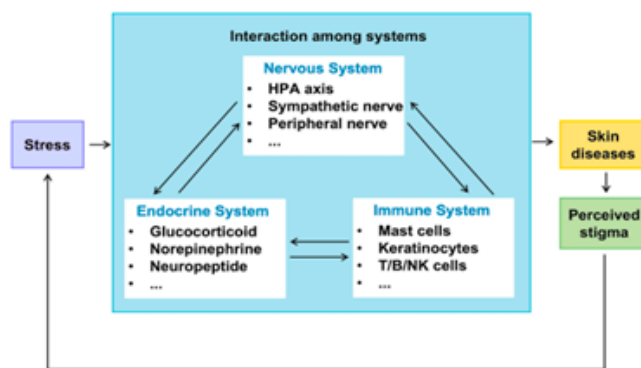 Interaction among systems
Nervous System
• HPA axis
• Sympathetic nerve
• Peripheral nerve
• ...
Stress
Skin
diseases
Endocrine System
• Glucocorticoid
• Norepinephrine
• Neuropeptide
• ...
Immune System
• Mast cells
• Keratinocytes
• T/B/NK cells
• ...
Perceived
stigma